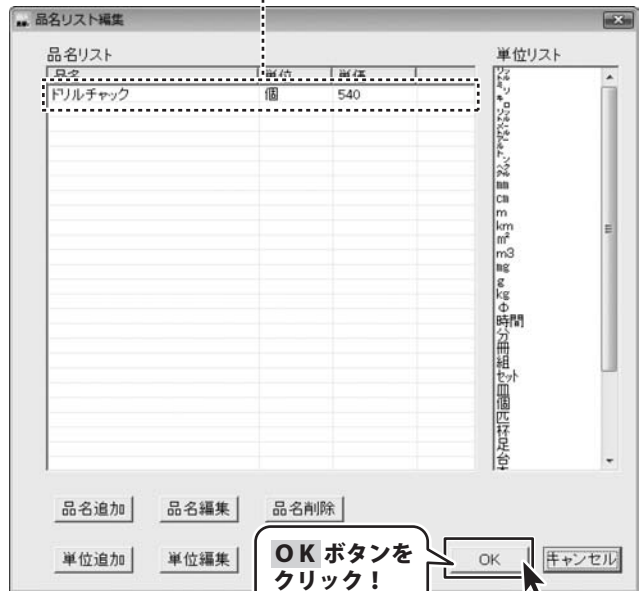 品名リスト編集
品名リスト
単位リスト
品名 単位 単価
ドリルチャック 個 540
mm
cm
m
km
m²
m3
mg
g
kg
Φ
時間
分
冊
組
セット
皿
個
匹
杯
足
台
品名追加 品名編集 品名削除
単位追加 単位編集
OK ボタンを
クリック！
OK キャンセル